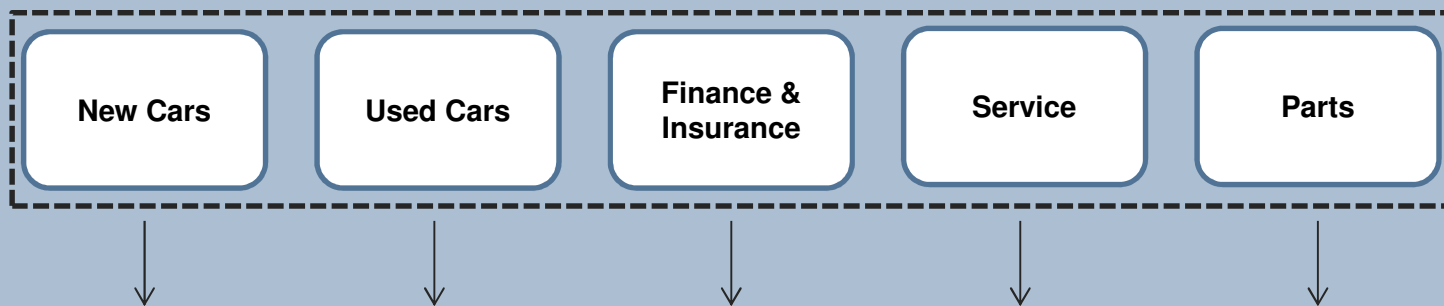 New Cars
Used Cars
Finance &
Insurance
Service
Parts